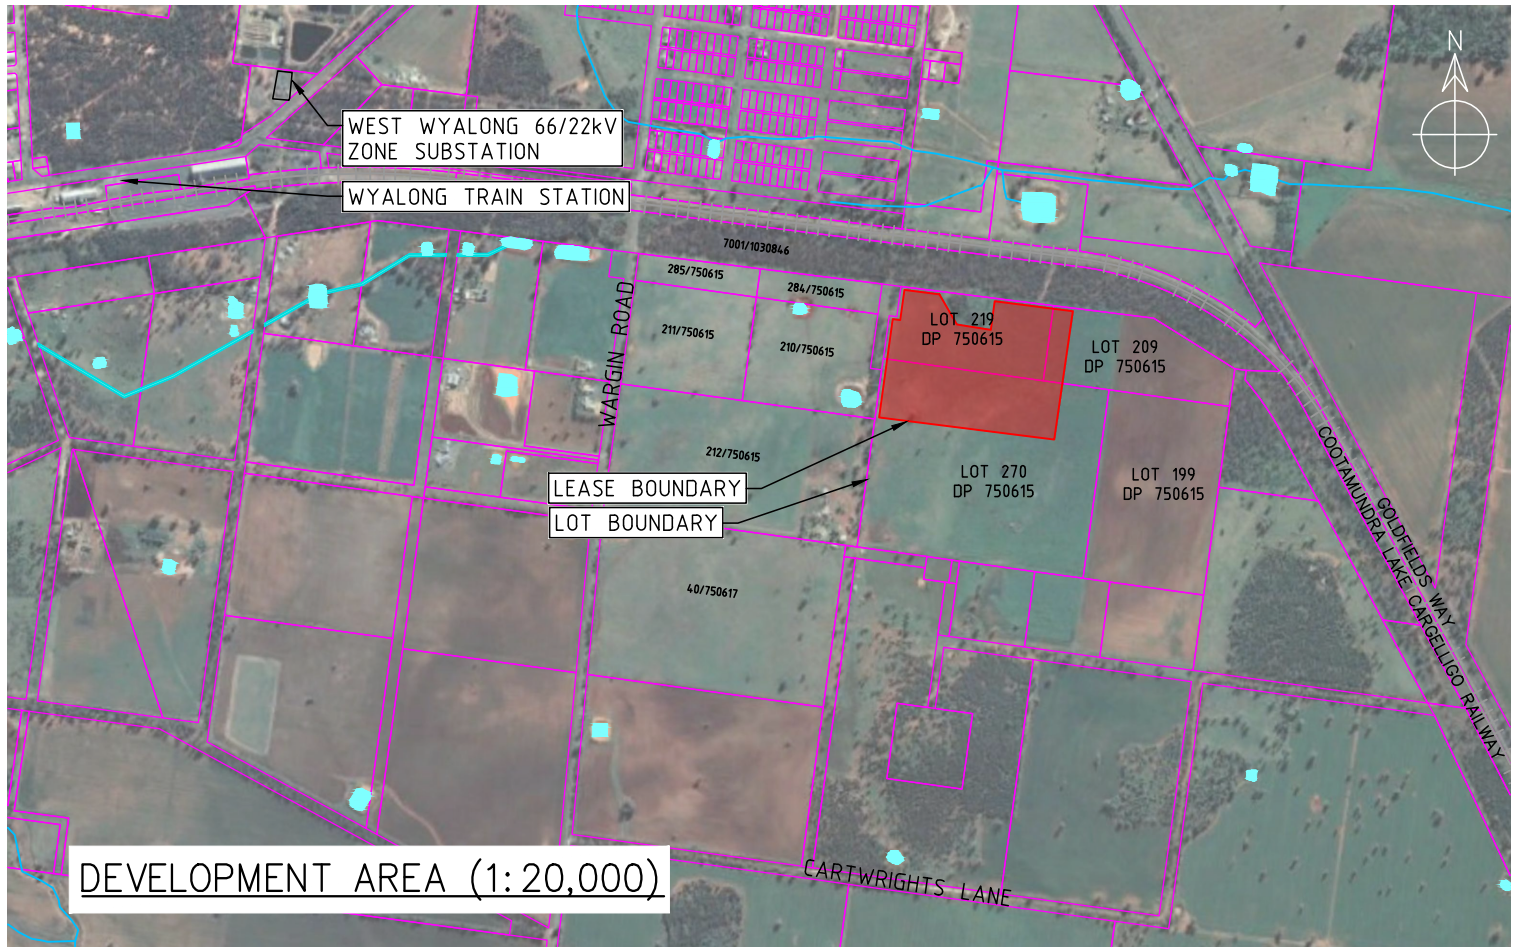 N
WEST WYALONG 66/22kV
ZONE SUBSTATION
WYALONG TRAIN STATION
7001/1030846
285/750615
284/750615
WARGIN ROAD
211/750615
210/750615
LOT 219
DP 750615
LOT 209
DP 750615
212/750615
LEASE BOUNDARY
LOT BOUNDARY
LOT 270
DP 750615
LOT 199
DP 750615
GOLDFIELDS WAY
COOTAMUNDRA LAKE CARGELLIGO RAILWAY
40/750617
DEVELOPMENT AREA (1:20,000)
CARTWRIGHTS LANE